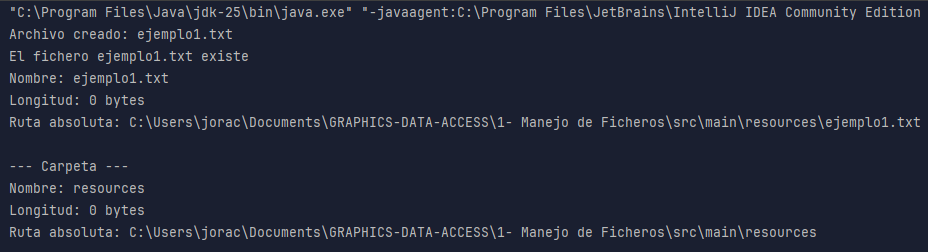 "C:\Program Files\Java\jdk-25\bin\java.exe" "-javaagent:C:\Program Files\JetBrains\IntelliJ IDEA Community Edition
Archivo creado: ejemplo1.txt
El fichero ejemplo1.txt existe
Nombre: ejemplo1.txt
Longitud: 0 bytes
Ruta absoluta: C:\Users\jorac\Documents\GRAPHICS-DATA-ACCESS\1- Manejo de Ficheros\src\main\resources\ejemplo1.txt
--- Carpeta ---
Nombre: resources
Longitud: 0 bytes
Ruta absoluta: C:\Users\jorac\Documents\GRAPHICS-DATA-ACCESS\1- Manejo de Ficheros\src\main\resources